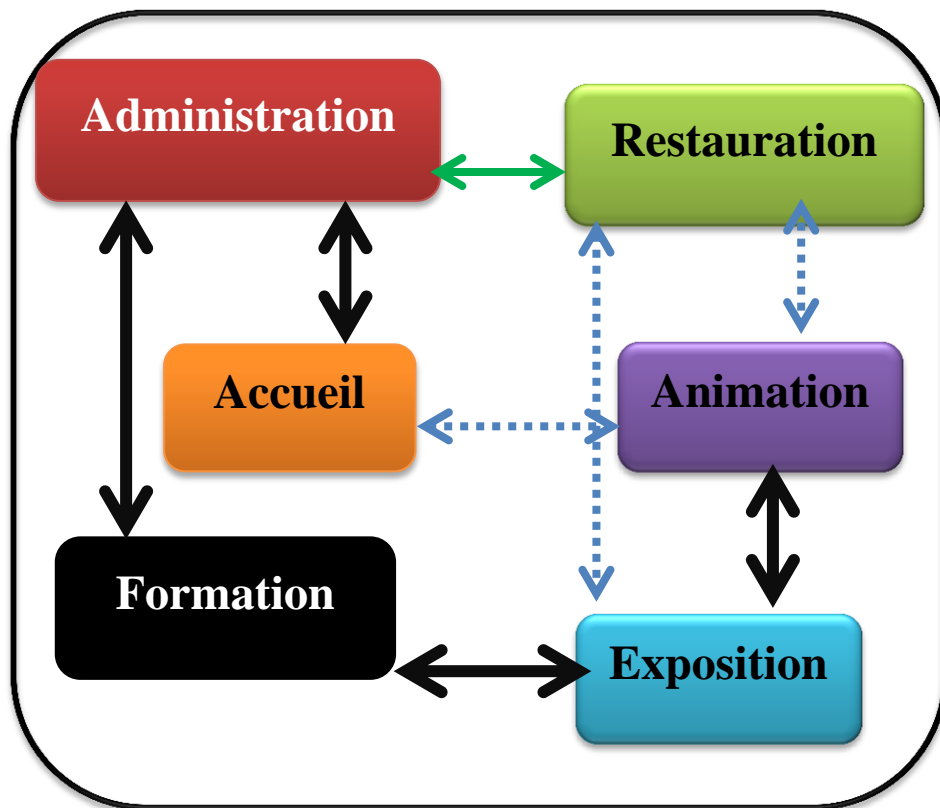 Administration
Restauration
Accueil
Animation
Formation
Exposition